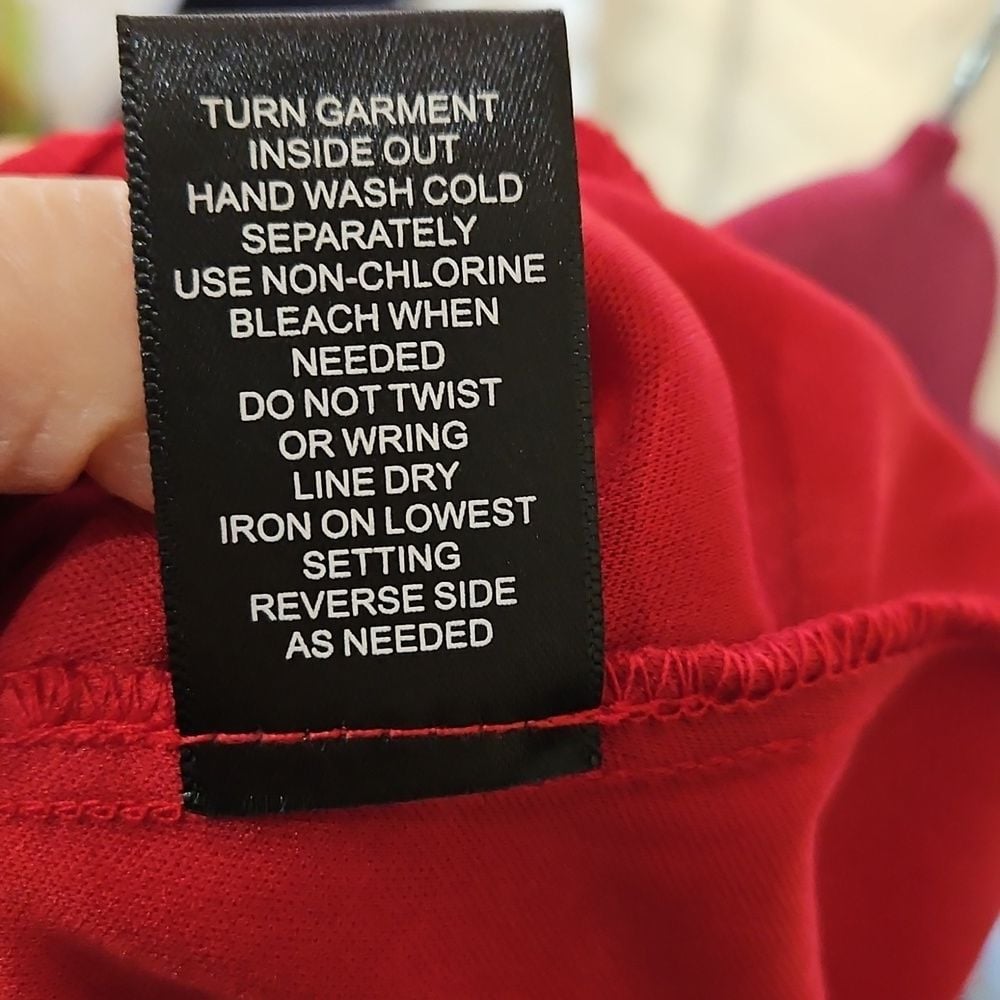 TURN GARMENT
INSIDE OUT
HAND WASH COLD
SEPARATELY
USE NON-CHLORINE
BLEACH WHEN
NEEDED
DO NOT TWIST
OR WRING
LINE DRY
IRON ON LOWEST
SETTING
REVERSE SIDE
AS NEEDED